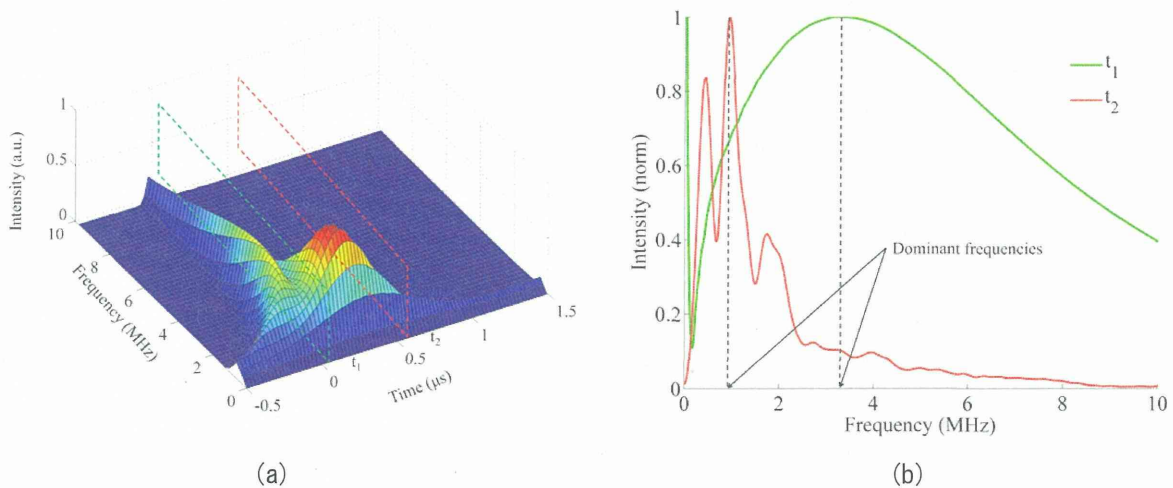 1
0.5
0
Intensity (a.u.)
10
8
6
4
2
0
Frequency (MHz)
-0.5
0
t1
0.5
t2
1
1.5
Time (μs)
(a)
1
0.8
0.6
0.4
0.2
0
Intensity (norm)
t1
t2
Dominant frequencies
0
2
4
6
8
10
Frequency (MHz)
(b)